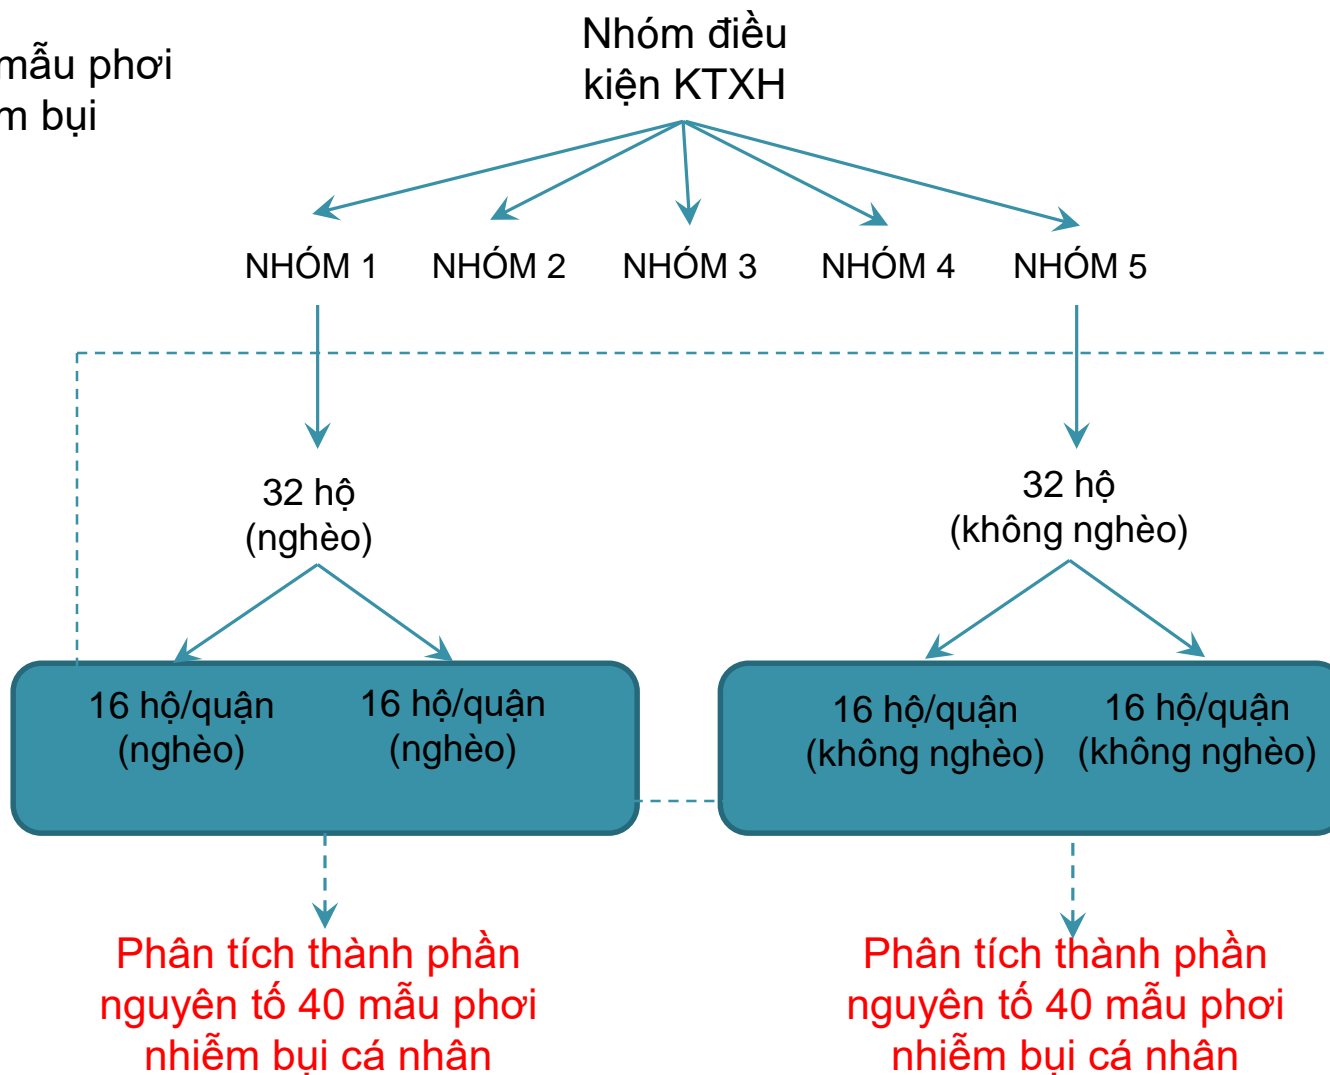 Nhóm điều
kiện KTXH
mẫu phơi
m bụi
NHÓM 1
NHÓM 2
NHÓM 3
NHÓM 4
NHÓM 5
32 hộ
(nghèo)
32 hộ
(không nghèo)
16 hộ/quận
(nghèo)
16 hộ/quận
(nghèo)
16 hộ/quận
(không nghèo)
16 hộ/quận
(không nghèo)
Phân tích thành phần
nguyên tố 40 mẫu phơi
nhiễm bụi cá nhân
Phân tích thành phần
nguyên tố 40 mẫu phơi
nhiễm bụi cá nhân